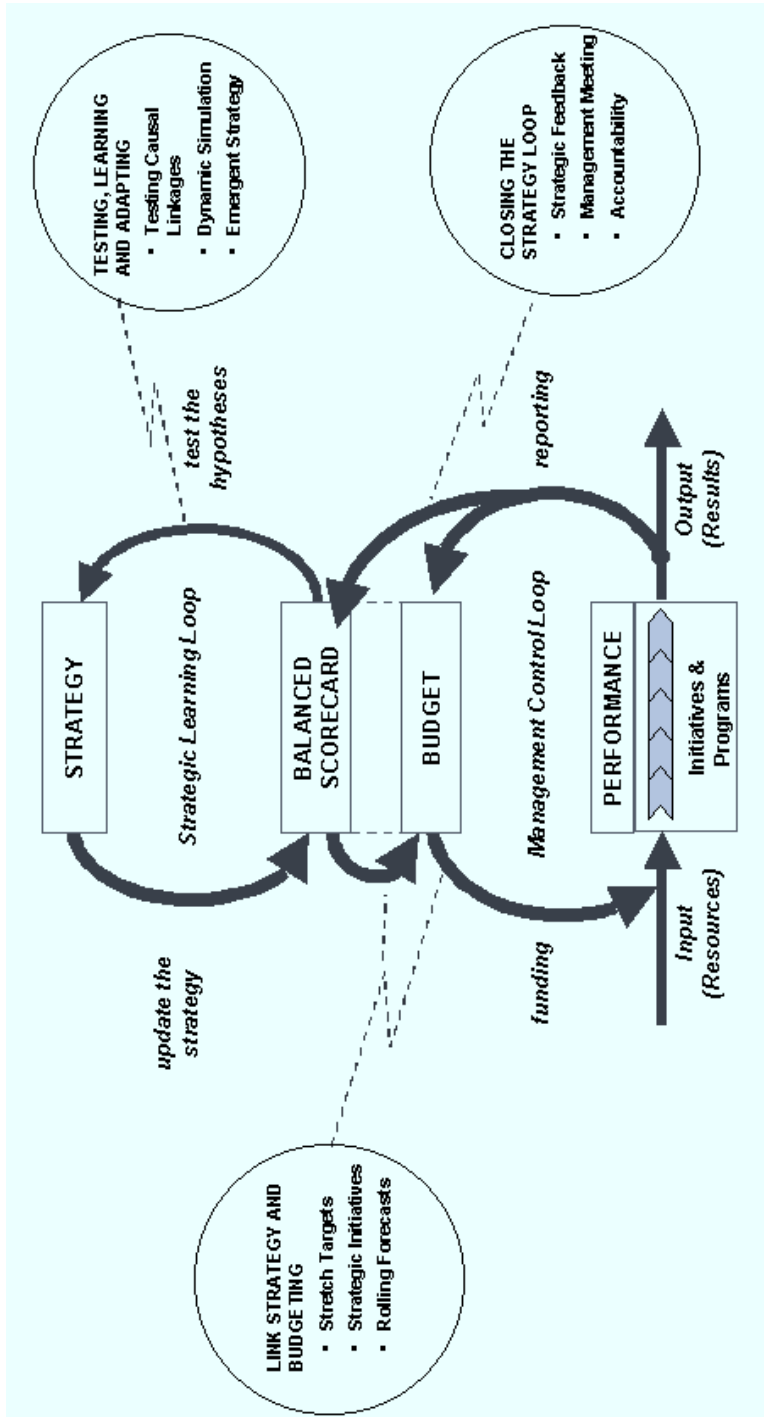 STRATEGY
update the
strategy
Strategic Learning Loop
test the
hypotheses
TESTING, LEARNING
AND ADAPTING
▪ Testing Causal
Linkages
▪ Dynamic Simulation
▪ Emergent Strategy
BALANCED
SCORECARD
LINK STRATEGY AND
BUDGETING
▪ Stretch Targets
▪ Strategic Initiatives
▪ Rolling Forecasts
BUDGET
funding
Management Control Loop
reporting
CLOSING THE
STRATEGY LOOP
▪ Strategic Feedback
▪ Management Meeting
▪ Accountability
PERFORMANCE
Input
(Resources)
Initiatives &
Programs
Output
(Results)